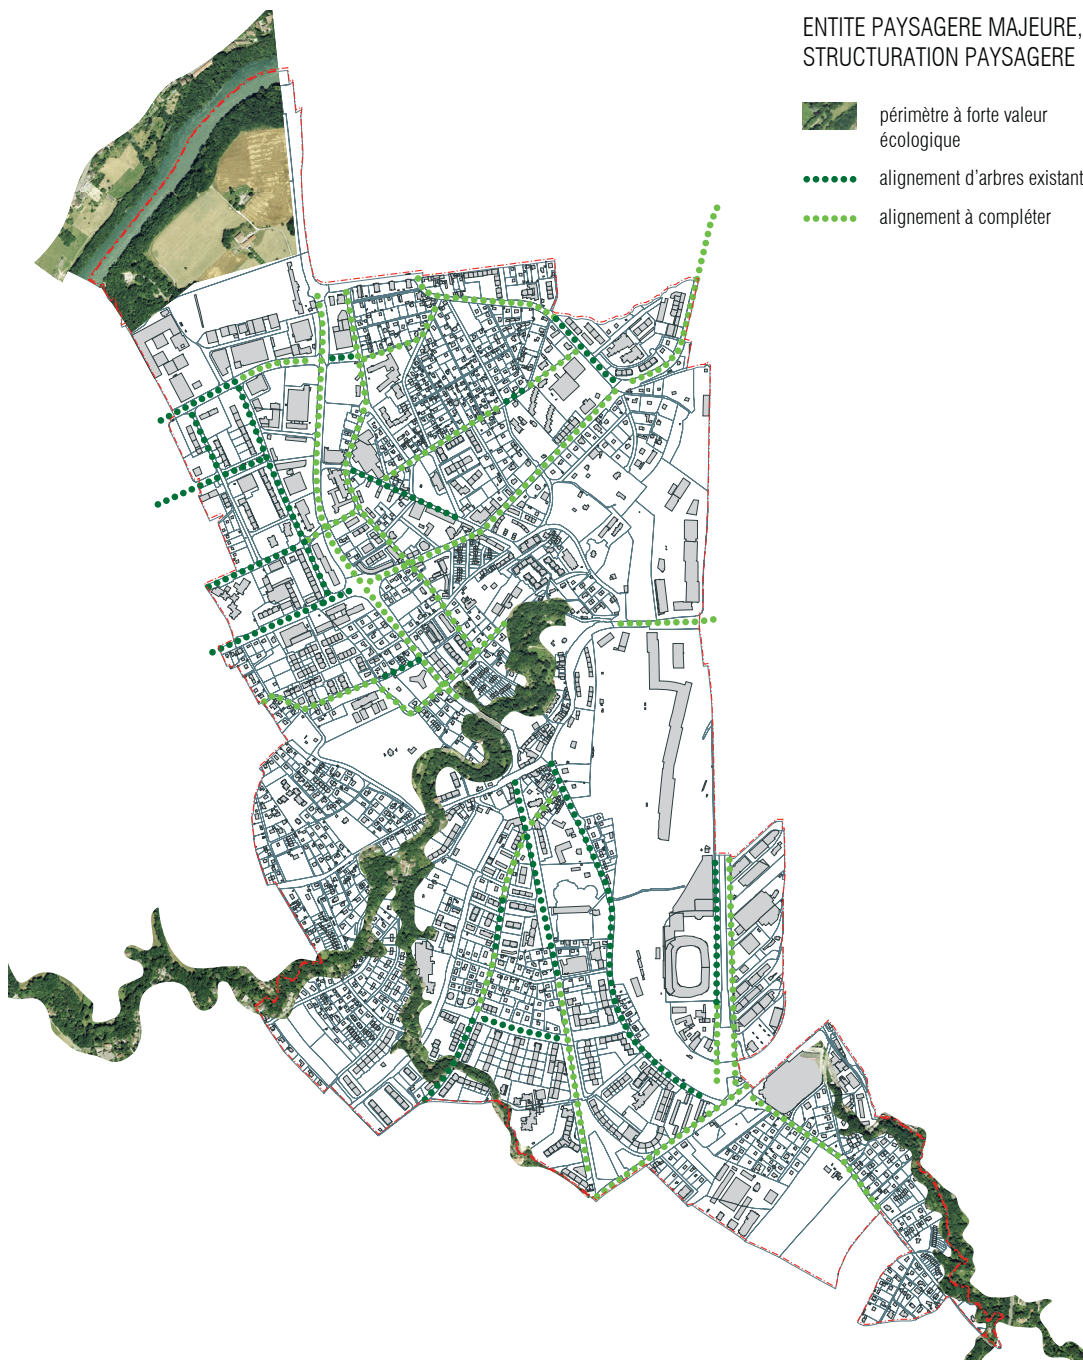 ENTITE PAYSAGERE MAJEURE,
STRUCTURATION PAYSAGERE
périmètre à forte valeur
écologique
alignement d'arbres existant
alignement à compléter